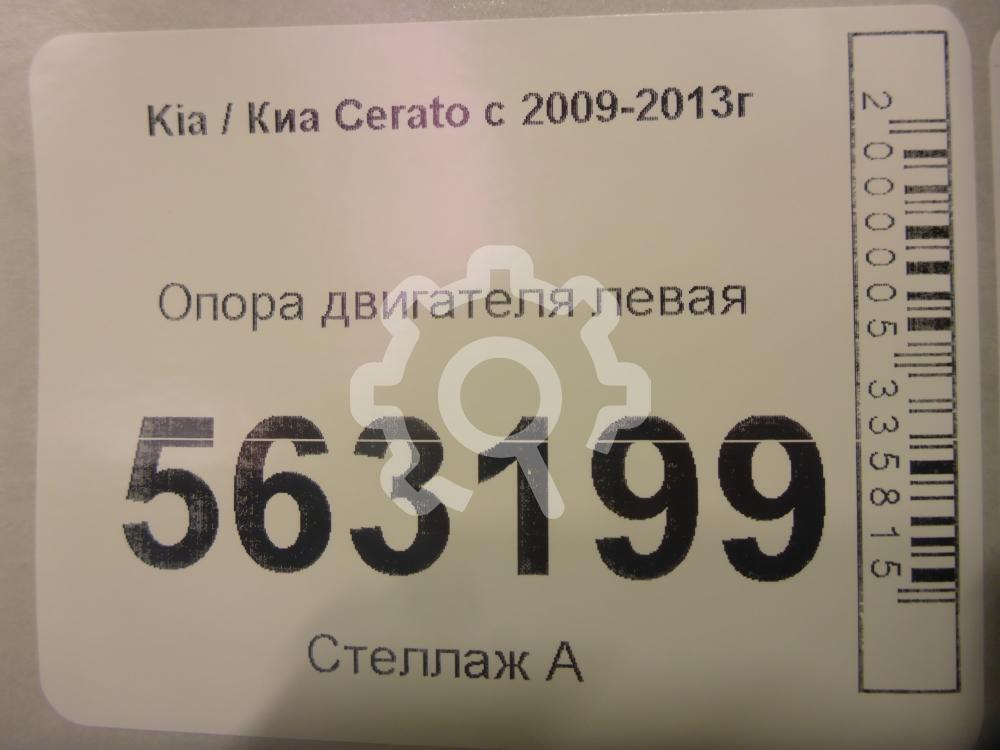 Kia / Киа Cerato с 2009-2013г
Опора двигателя левая
563199
Стеллаж А
2000005335815